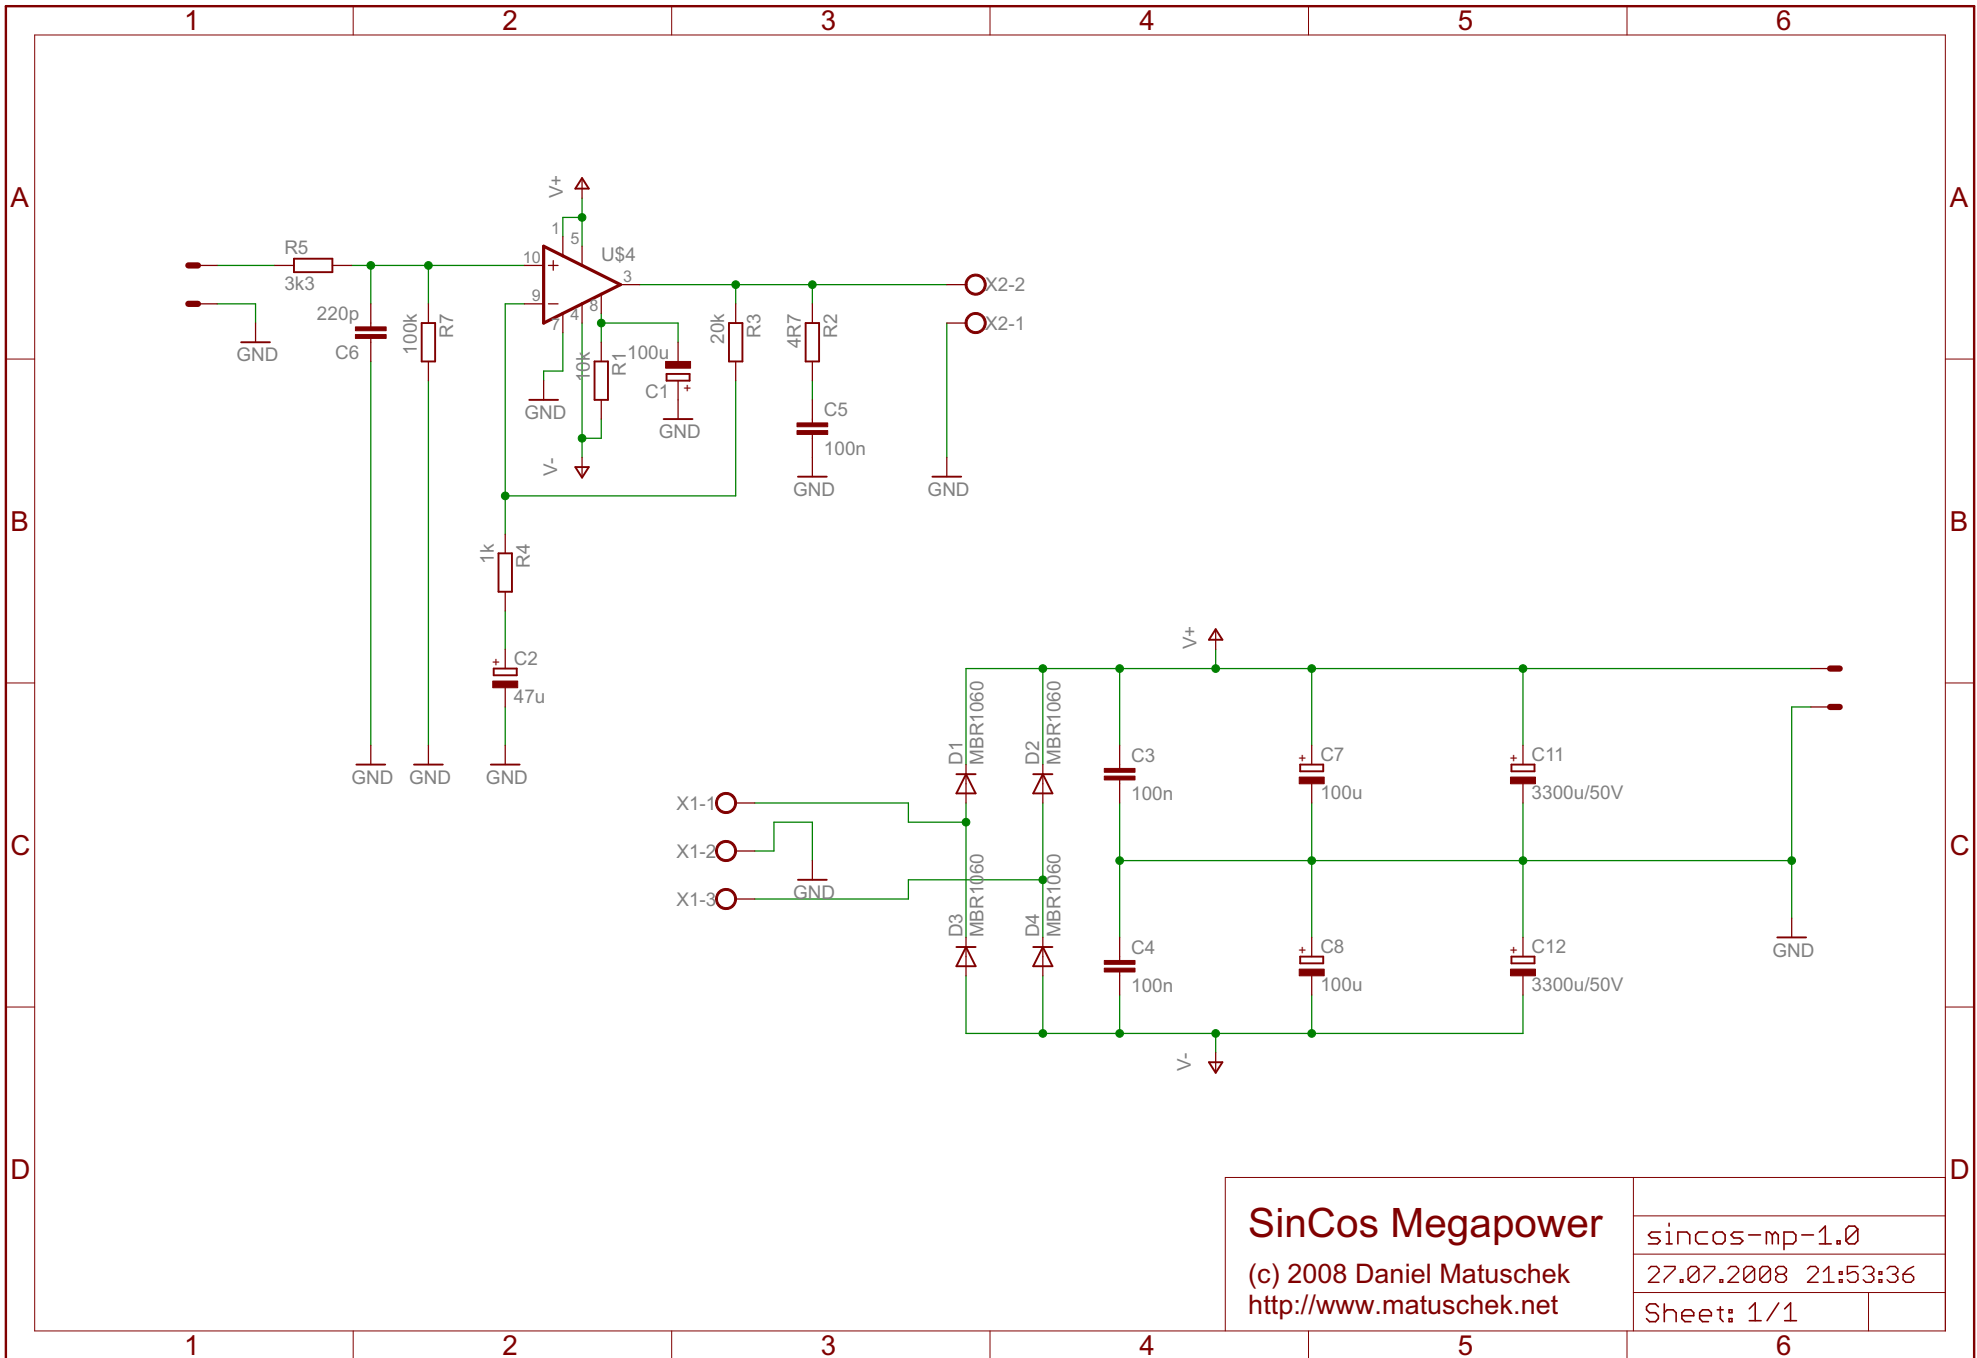 1 2 3 4 5 6
A A
V+
1
5
R5
3k3
10
+
9
−
U$4
3
8
4
7
X2-2
X2-1
220p
C6
100k
R7
GND
10k
R1
100u
C1
+
20k
R3
4R7
R2
GND
GND
C5
100n
V-
GND
GND
B B
1k
R4
+
C2
47u
GND
GND
GND
V+
D1
MBR1060
D2
MBR1060
C3
100n
+
C7
100u
+
C11
3300u/50V
X1-1
X1-2
X1-3
GND
C C
D3
MBR1060
D4
MBR1060
C4
100n
+
C8
100u
+
C12
3300u/50V
GND
V-
D D
SinCos Megapower
(c) 2008 Daniel Matuschek
http://www.matuschek.net
sincos-mp-1.0
27.07.2008 21:53:36
Sheet: 1/1
1 2 3 4 5 6